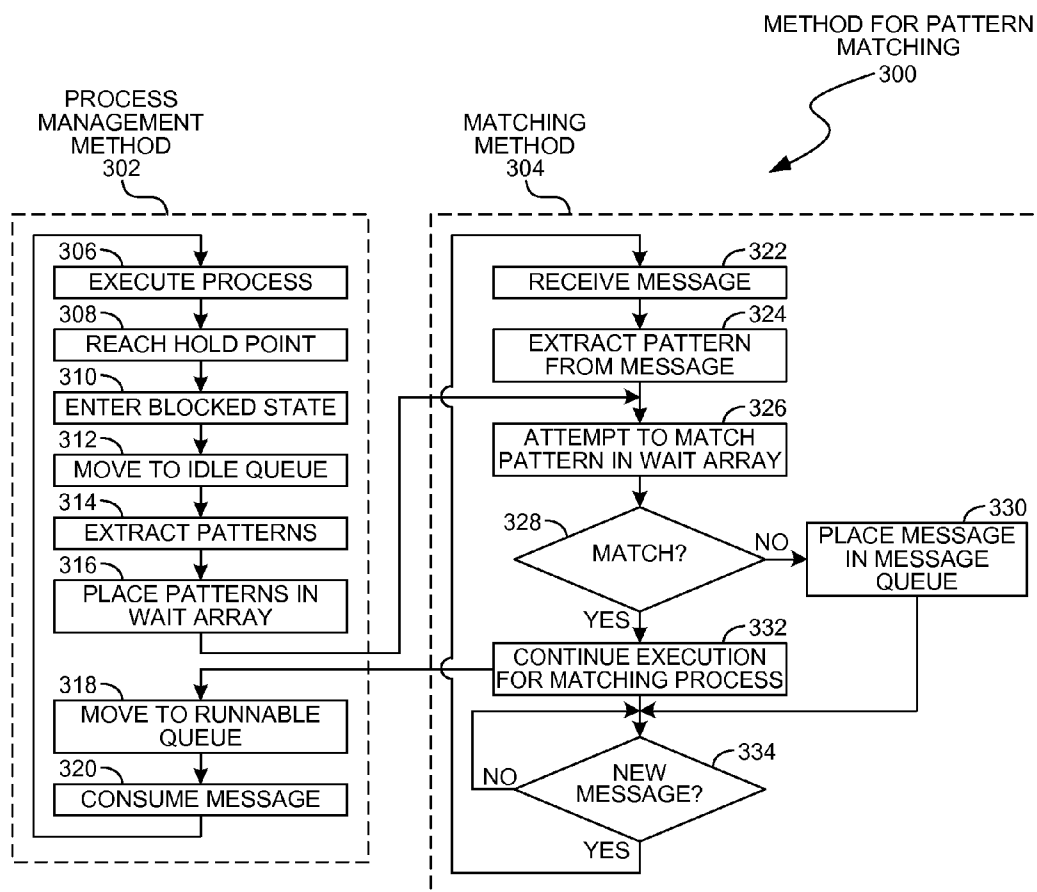 METHOD FOR PATTERN
MATCHING
300
PROCESS
MANAGEMENT
METHOD
302
MATCHING
METHOD
304
306
EXECUTE PROCESS
308
REACH HOLD POINT
310
ENTER BLOCKED STATE
312
MOVE TO IDLE QUEUE
314
EXTRACT PATTERNS
316
PLACE PATTERNS IN
WAIT ARRAY
318
MOVE TO RUNNABLE
QUEUE
320
CONSUME MESSAGE
322
RECEIVE MESSAGE
324
EXTRACT PATTERN
FROM MESSAGE
326
ATTEMPT TO MATCH
PATTERN IN WAIT ARRAY
328
MATCH?
NO
330
PLACE MESSAGE
IN MESSAGE
QUEUE
YES
332
CONTINUE EXECUTION
FOR MATCHING PROCESS
334
NEW
MESSAGE?
NO
YES